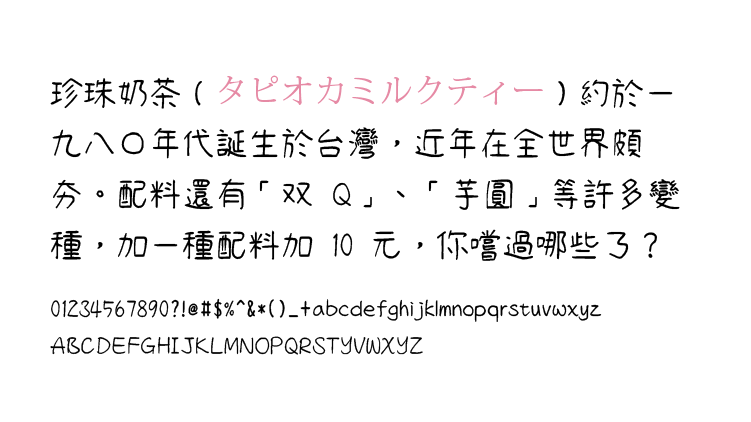 珍珠奶茶（タピオカミルクティー）約於一
九八〇年代誕生於台灣，近年在全世界頗
夯。配料還有「双 Q」、「芋圓」等許多變
種，加一種配料加 10 元，你嚐過哪些了？
01234567890?!@#$%^&*()_+abcdefghijklmnopqrstuvwxyz
ABCDEFGHIJKLMNOPQRSTYVWXYZ